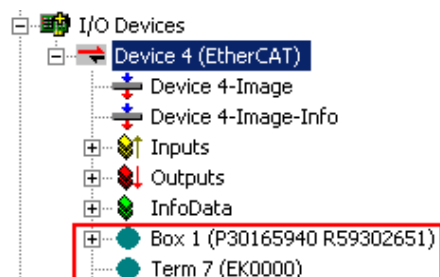 I/O Devices
Device 4 (EtherCAT)
Device 4-Image
Device 4-Image-Info
Inputs
Outputs
InfoData
Box 1 (P30165940 R59302651)
Term 7 (EK0000)